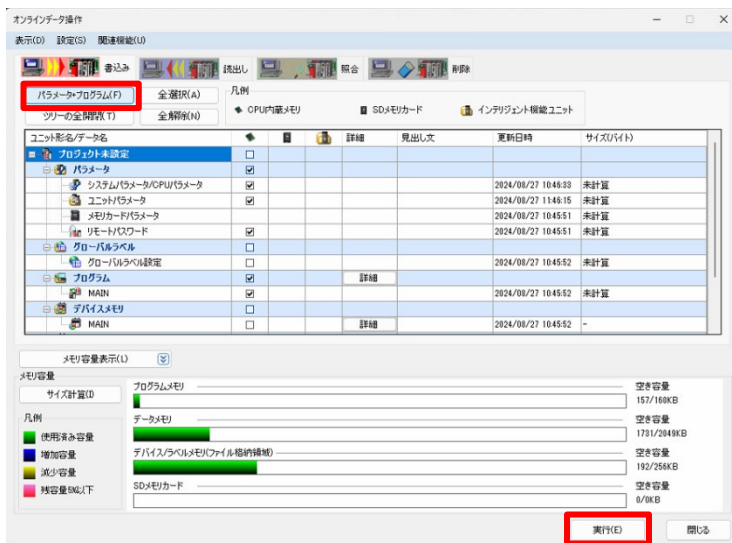 オンラインデータ操作
表示(D) 設定(S) 関連機能(U)
書込み 読出し 照合 削除
パラメータ+プログラム(F) 全選択(A)
ツリーの全開閉(T) 全解除(N)
凡例
CPU内蔵メモリ SDメモリカード インテリジェント機能ユニット
ユニット形名/データ名 詳細 見出し文 更新日時 サイズ(バイト)
プロジェクト未設定
パラメータ
システムパラメータ/CPUパラメータ 2024/08/27 10:46:33 未計算
ユニットパラメータ 2024/08/27 11:46:15 未計算
メモリカードパラメータ 2024/08/27 10:45:51 未計算
リモートパスワード 2024/08/27 10:45:51 未計算
グローバルラベル
グローバルラベル設定 2024/08/27 10:45:52 未計算
プログラム 詳細
MAIN 2024/08/27 10:45:52 未計算
デバイスメモリ
MAIN 詳細 2024/08/27 10:45:52 -
メモリ容量表示(L)
メモリ容量
サイズ計算(I)
凡例
使用済み容量
増加容量
減少容量
残容量5%以下
プログラムメモリ 空き容量
157/160KB
データメモリ 空き容量
1731/2049KB
デバイス/ラベルメモリ(ファイル格納領域) 空き容量
192/256KB
SDメモリカード 空き容量
0/0KB
実行(E) 閉じる